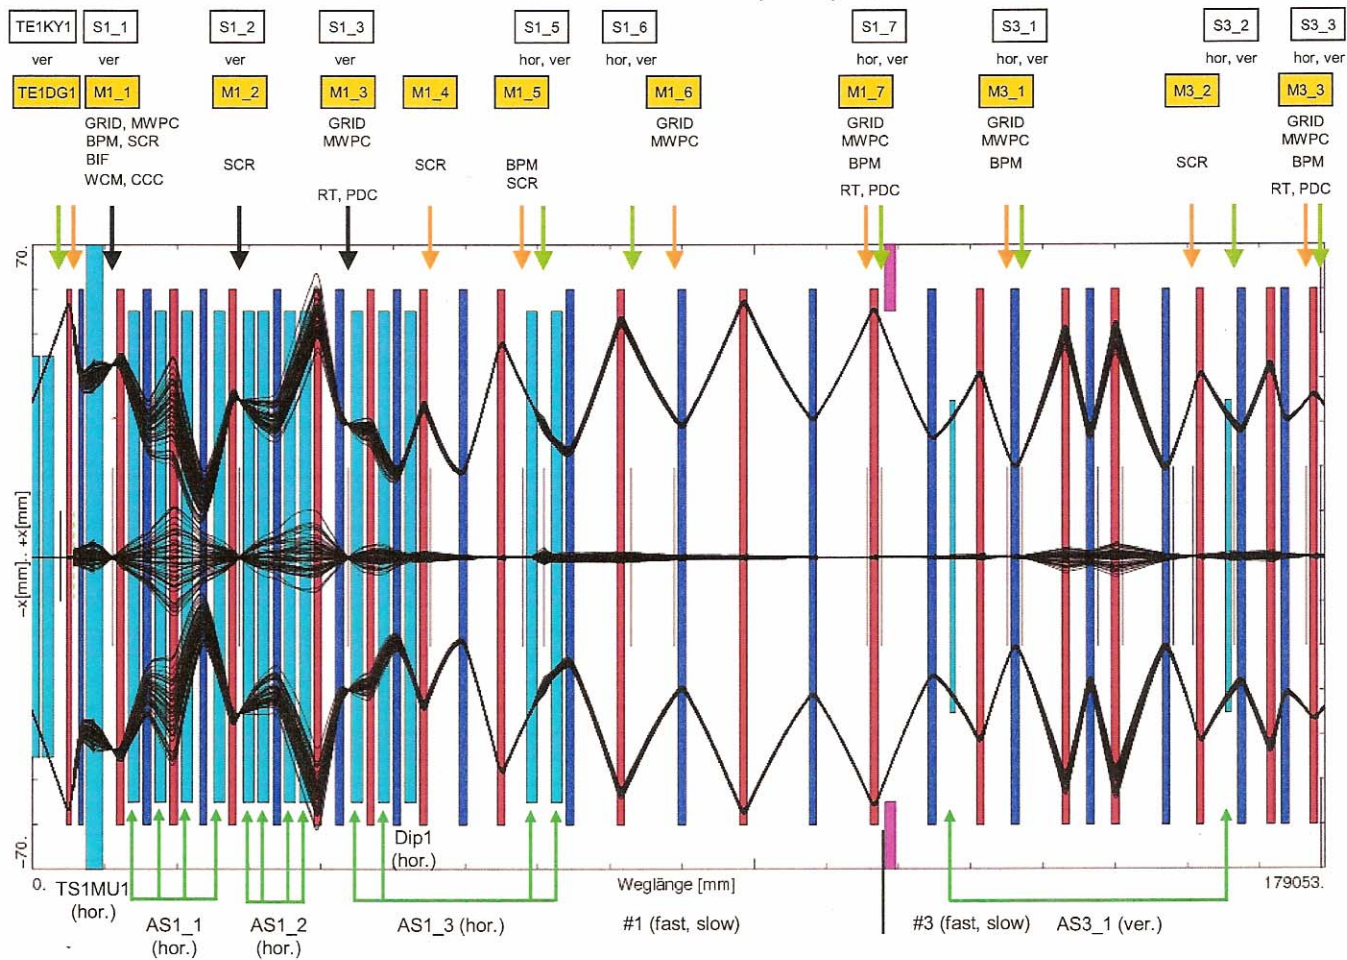 TE1KY1 S1_1 S1_2 S1_3 S1_5 S1_6 S1_7 S3_1 S3_2 S3_3
ver ver ver ver hor, ver hor, ver hor, ver hor, ver hor, ver hor, ver
TE1DG1 M1_1 M1_2 M1_3 M1_4 M1_5 M1_6 M1_7 M3_1 M3_2 M3_3
GRID, MWPC GRID GRID GRID GRID GRID
BPM, SCR MWPC MWPC MWPC MWPC MWPC
BIF SCR SCR BPM BPM BPM SCR BPM
WCM, CCC RT, PDC SCR RT, PDC RT, PDC
70.
-x[mm]. +x[mm]
-70.
Dip1
(hor.)
0. Weglänge [mm] 179053.
TS1MU1
(hor.)
AS1_1 AS1_2 AS1_3 (hor.) #1 (fast, slow) #3 (fast, slow) AS3_1 (ver.)
(hor.) (hor.)